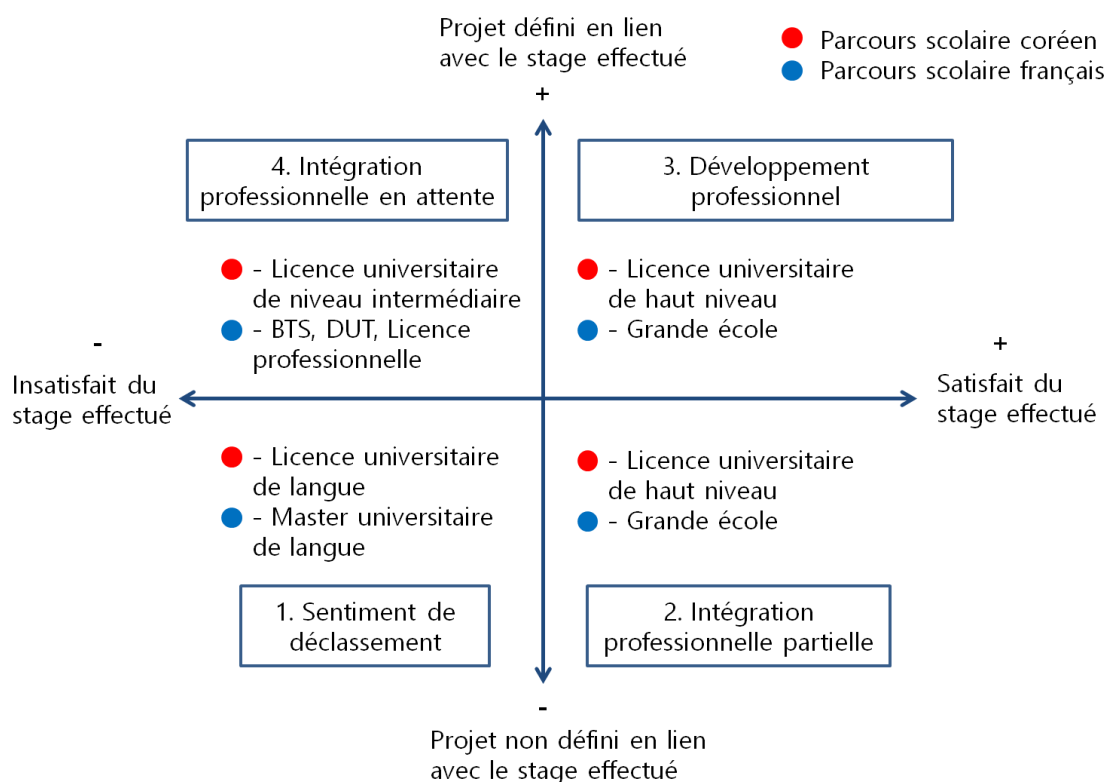 Projet défini en lien
avec le stage effectué
+
Parcours scolaire coréen
Parcours scolaire français
4. Intégration
professionnelle en attente
3. Développement
professionnel
- Licence universitaire
de niveau intermédiaire
- BTS, DUT, Licence
professionnelle
- Licence universitaire
de haut niveau
- Grande école
-
Insatisfait du
stage effectué
+
Satisfait du
stage effectué
- Licence universitaire
de langue
- Master universitaire
de langue
- Licence universitaire
de haut niveau
- Grande école
1. Sentiment de
déclassement
2. Intégration
professionnelle partielle
-
Projet non défini en lien
avec le stage effectué